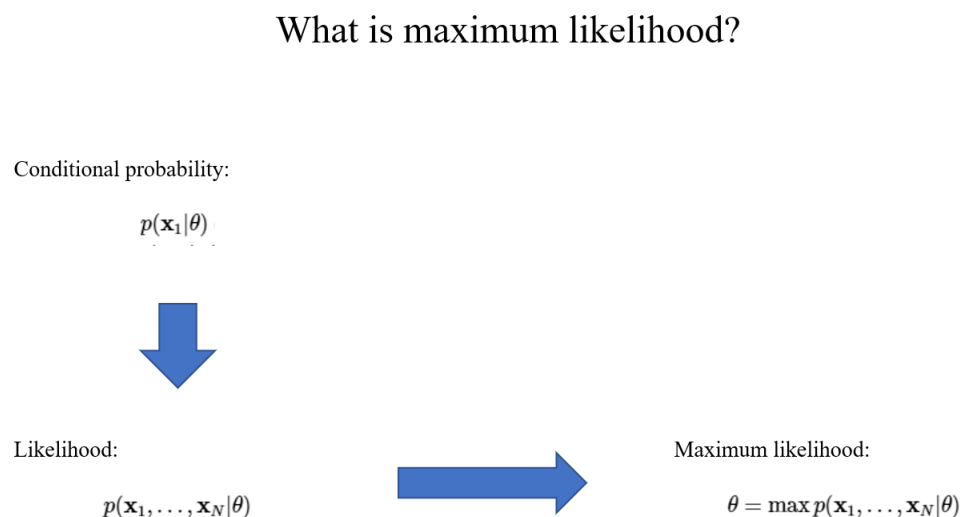 What is maximum likelihood?
Conditional probability:
p(𝐱₁|θ)
Likelihood:
p(𝐱₁, . . . , 𝐱_N|θ)
Maximum likelihood:
θ = max p(𝐱₁, . . . , 𝐱_N|θ)